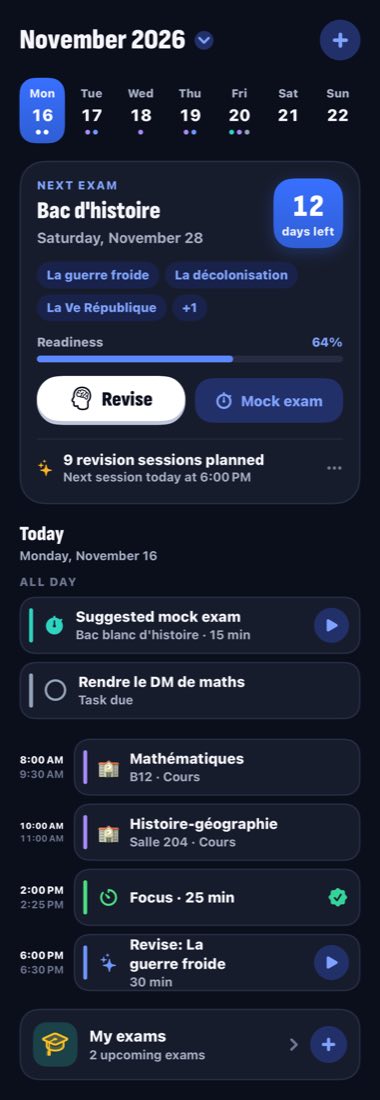 November 2026
Mon Tue Wed Thu Fri Sat Sun
16 17 18 19 20 21 22
NEXT EXAM
Bac d'histoire
Saturday, November 28
12
days left
La guerre froide La décolonisation
La Ve République +1
Readiness 64%
Revise Mock exam
9 revision sessions planned
Next session today at 6:00 PM
Today
Monday, November 16
ALL DAY
Suggested mock exam
Bac blanc d'histoire · 15 min
Rendre le DM de maths
Task due
8:00 AM
9:30 AM
Mathématiques
B12 · Cours
10:00 AM
11:00 AM
Histoire-géographie
Salle 204 · Cours
2:00 PM
2:25 PM
Focus · 25 min
6:00 PM
6:30 PM
Revise: La
guerre froide
30 min
My exams
2 upcoming exams